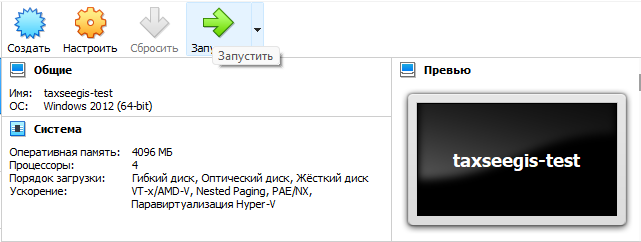 Создать Настроить Сбросить Запустить
Запустить
Общие
Имя: taxseegis-test
ОС: Windows 2012 (64-bit)
Система
Оперативная память: 4096 МБ
Процессоры: 4
Порядок загрузки: Гибкий диск, Оптический диск, Жёсткий диск
Ускорение: VT-x/AMD-V, Nested Paging, PAE/NX,
Паравиртуализация Hyper-V
Превью
taxseegis-test